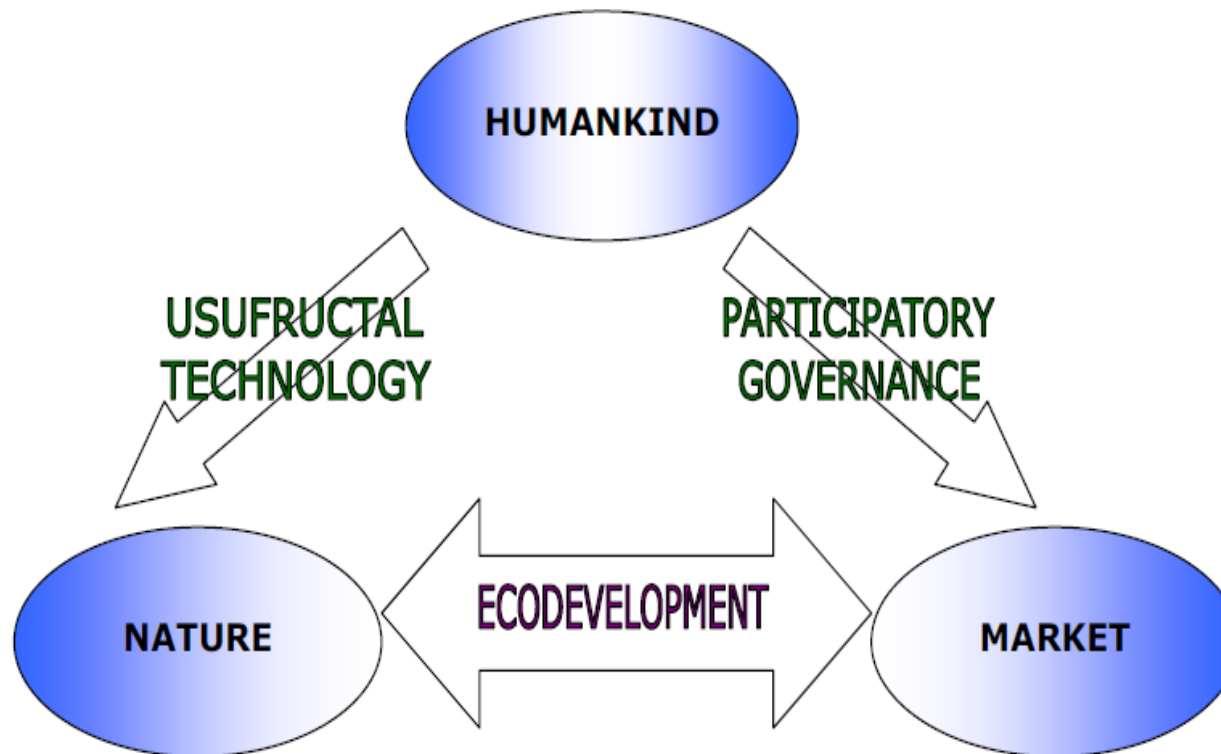 HUMANKIND
USUFRUCTAL
TECHNOLOGY
PARTICIPATORY
GOVERNANCE
NATURE
ECODEVELOPMENT
MARKET